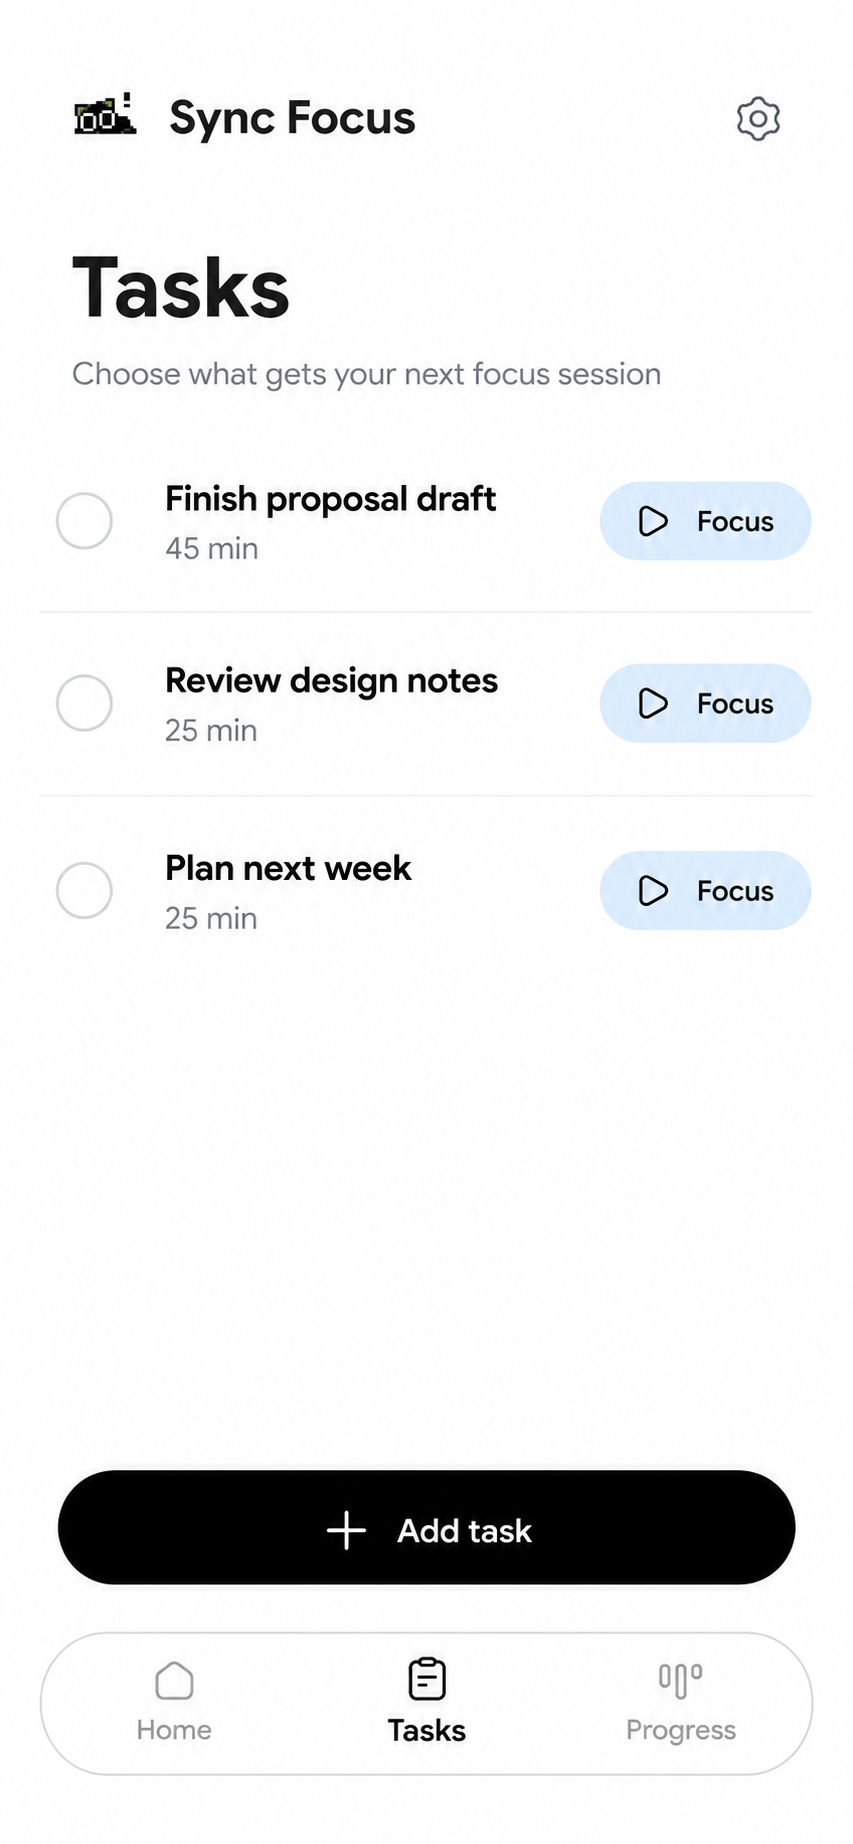 Sync Focus
Tasks
Choose what gets your next focus session
Finish proposal draft
45 min
Focus
Review design notes
25 min
Focus
Plan next week
25 min
Focus
Add task
Home
Tasks
Progress